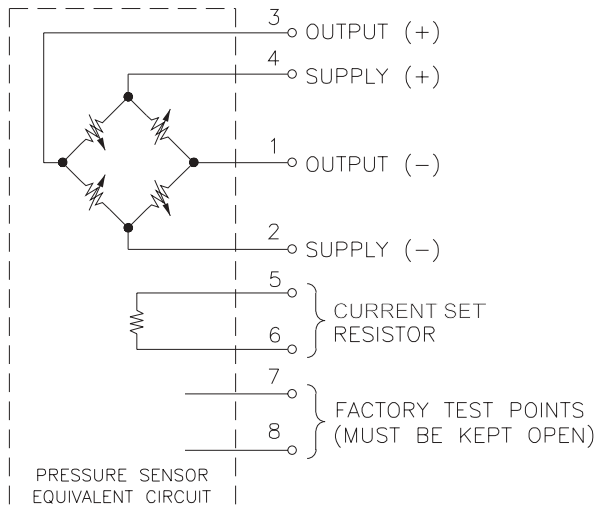 3
OUTPUT (+)
4
SUPPLY (+)
1
OUTPUT (-)
2
SUPPLY (-)
5
CURRENT SET
6
RESISTOR
7
FACTORY TEST POINTS
8
(MUST BE KEPT OPEN)
PRESSURE SENSOR
EQUIVALENT CIRCUIT